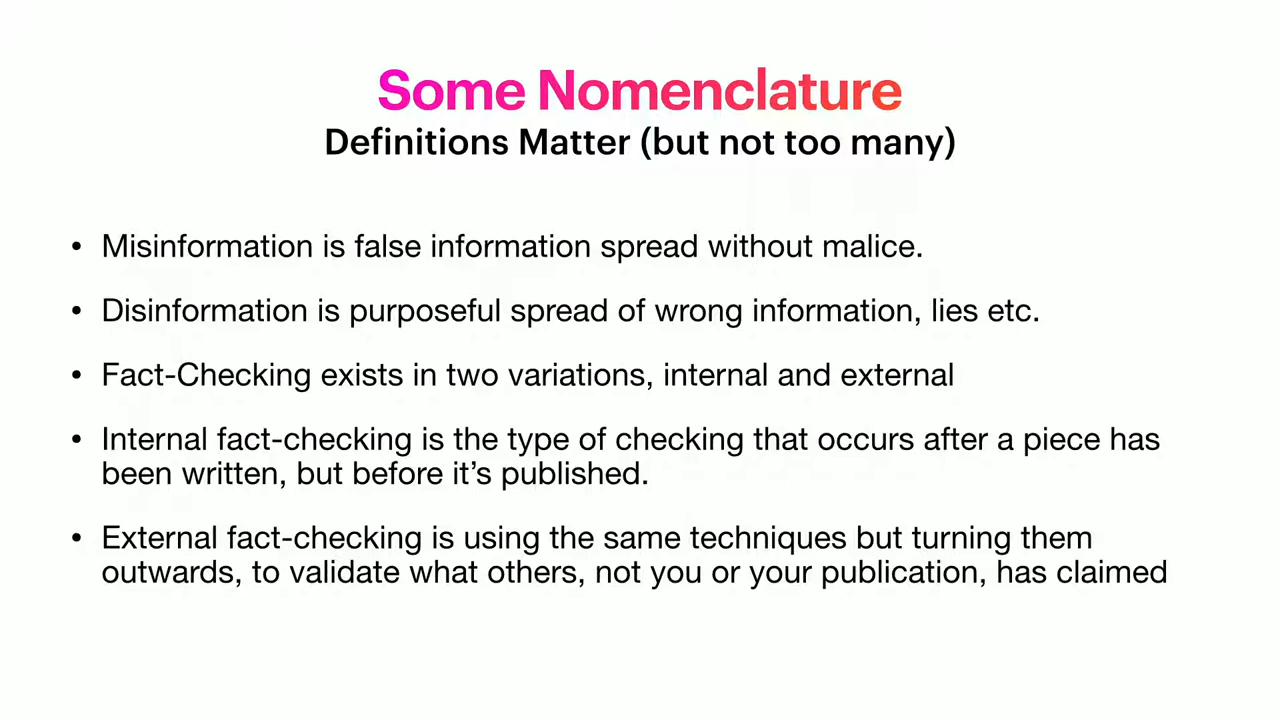 Some Nomenclature
Definitions Matter (but not too many)
• Misinformation is false information spread without malice.
• Disinformation is purposeful spread of wrong information, lies etc.
• Fact-Checking exists in two variations, internal and external
• Internal fact-checking is the type of checking that occurs after a piece has
been written, but before it’s published.
• External fact-checking is using the same techniques but turning them
outwards, to validate what others, not you or your publication, has claimed